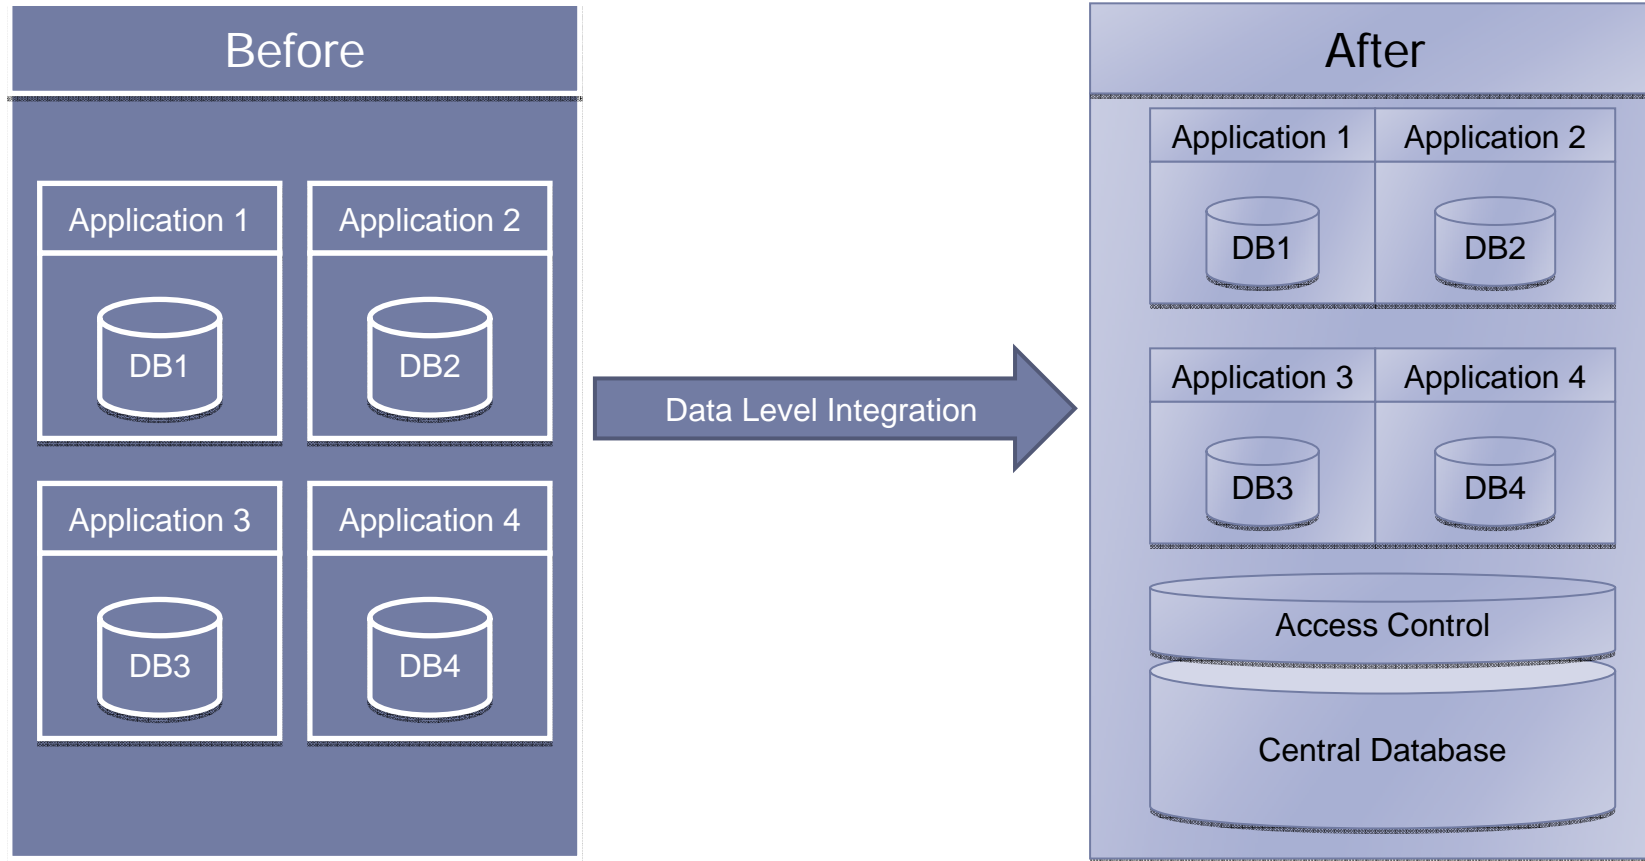 Before
Application 1
Application 2
DB1
DB2
Application 3
Application 4
DB3
DB4
Data Level Integration
After
Application 1
Application 2
DB1
DB2
Application 3
Application 4
DB3
DB4
Access Control
Central Database